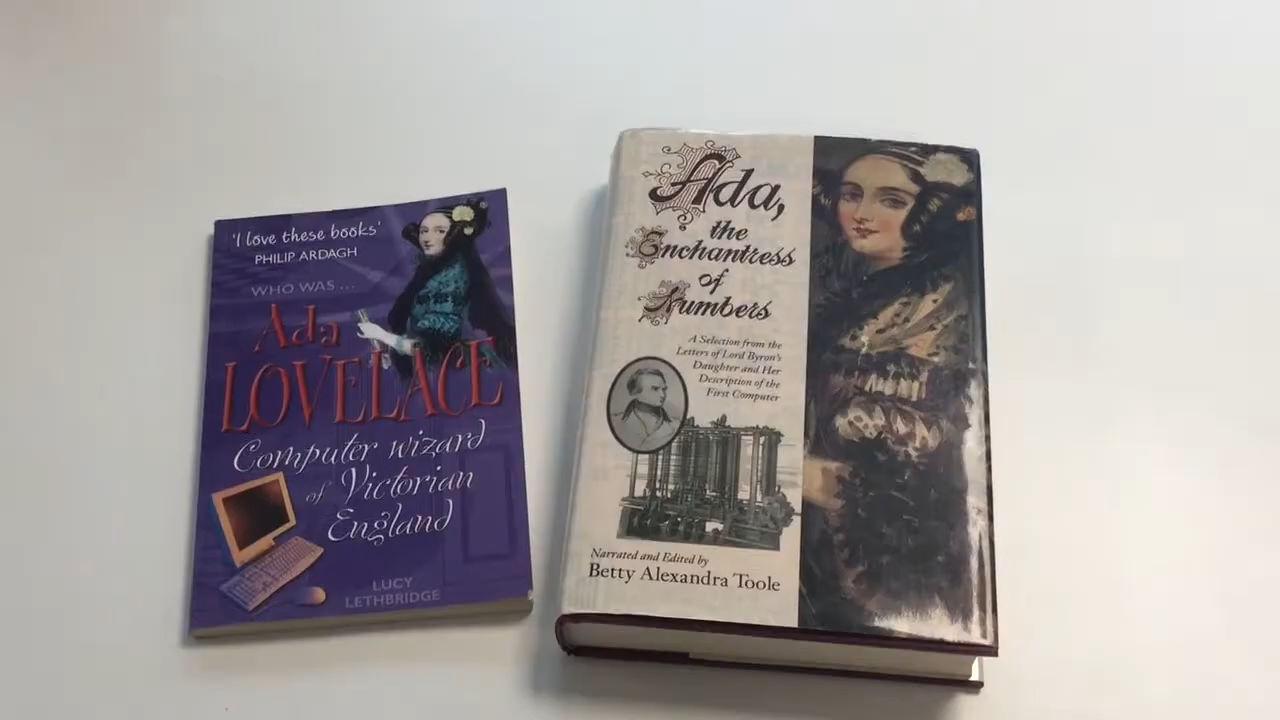 'I love these books'
PHILIP ARDAGH
WHO WAS...
Ada
LOVELACE
Computer wizard
of Victorian
England
LUCY
LETHBRIDGE
Ada,
the
Enchantress
of
Numbers
A Selection from the
Letters of Lord Byron's
Daughter and Her
Description of the
First Computer
Narrated and Edited by
Betty Alexandra Toole